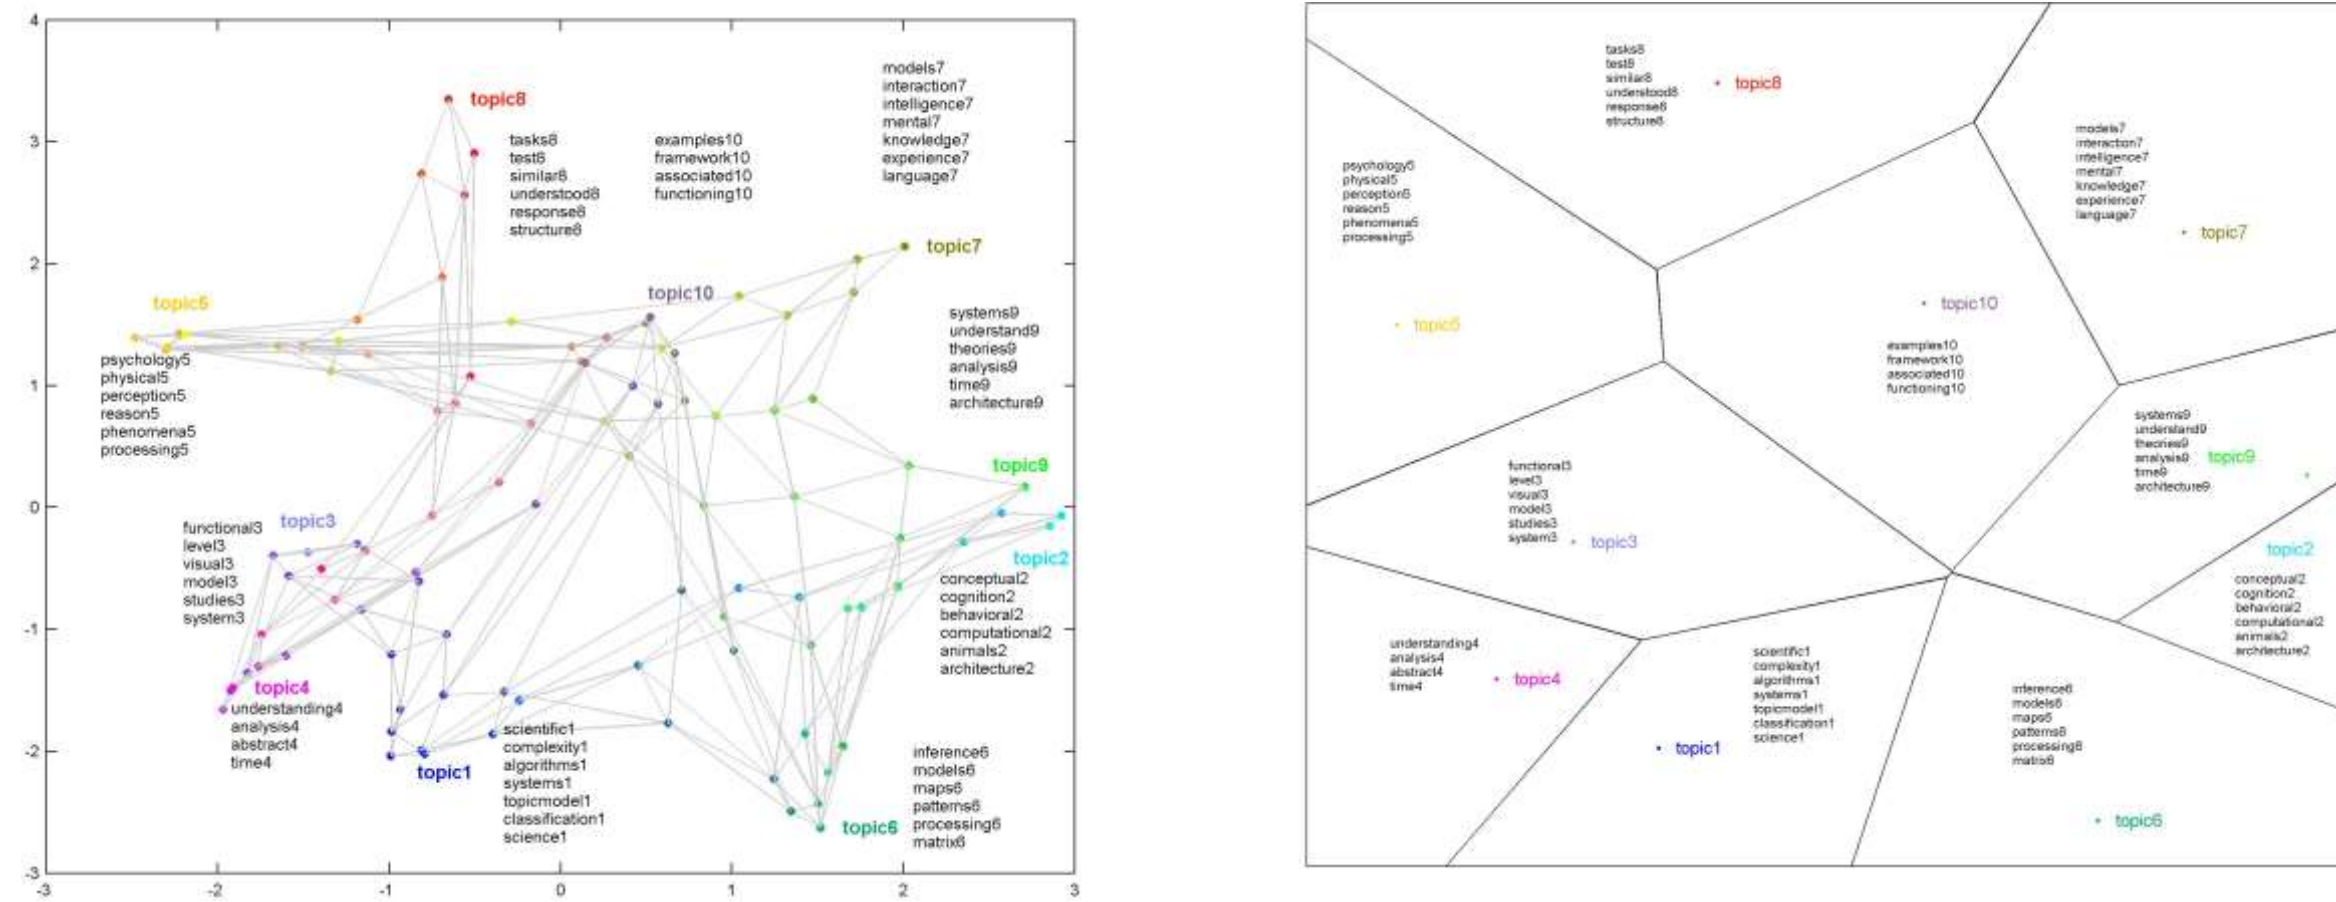 4
3
2
1
0
-1
-2
-3
-3
-2
-1
0
1
2
3
topic8
tasks8
test8
similar8
understood8
response8
structure8
examples10
framework10
associated10
functioning10
models7
interaction7
intelligence7
mental7
knowledge7
experience7
language7
topic7
topic10
topic5
psychology5
physical5
perception5
reason5
phenomena5
processing5
systems9
understand9
theories9
analysis9
time9
architecture9
topic9
topic3
functional3
level3
visual3
model3
studies3
system3
topic2
conceptual2
cognition2
behavioral2
computational2
animals2
architecture2
topic4
understanding4
analysis4
abstract4
time4
topic1
scientific1
complexity1
algorithms1
systems1
topicmodel1
classification1
science1
topic6
inference6
models6
maps6
patterns6
processing6
matrix6
tasks8
test8
similar8
understood8
response8
structure8
topic8
models7
interaction7
intelligence7
mental7
knowledge7
experience7
language7
topic7
psychology5
physical5
perception5
reason5
phenomena5
processing5
topic5
topic10
examples10
framework10
associated10
functioning10
systems9
understand9
theories9
analysis9
time9
architecture9
topic9
functional3
level3
visual3
model3
studies3
system3
topic3
topic2
conceptual2
cognition2
behavioral2
computational2
animals2
architecture2
understanding4
analysis4
abstract4
time4
topic4
scientific1
complexity1
algorithms1
systems1
topicmodel1
classification1
science1
topic1
inference6
models6
maps6
patterns6
processing6
matrix6
topic6